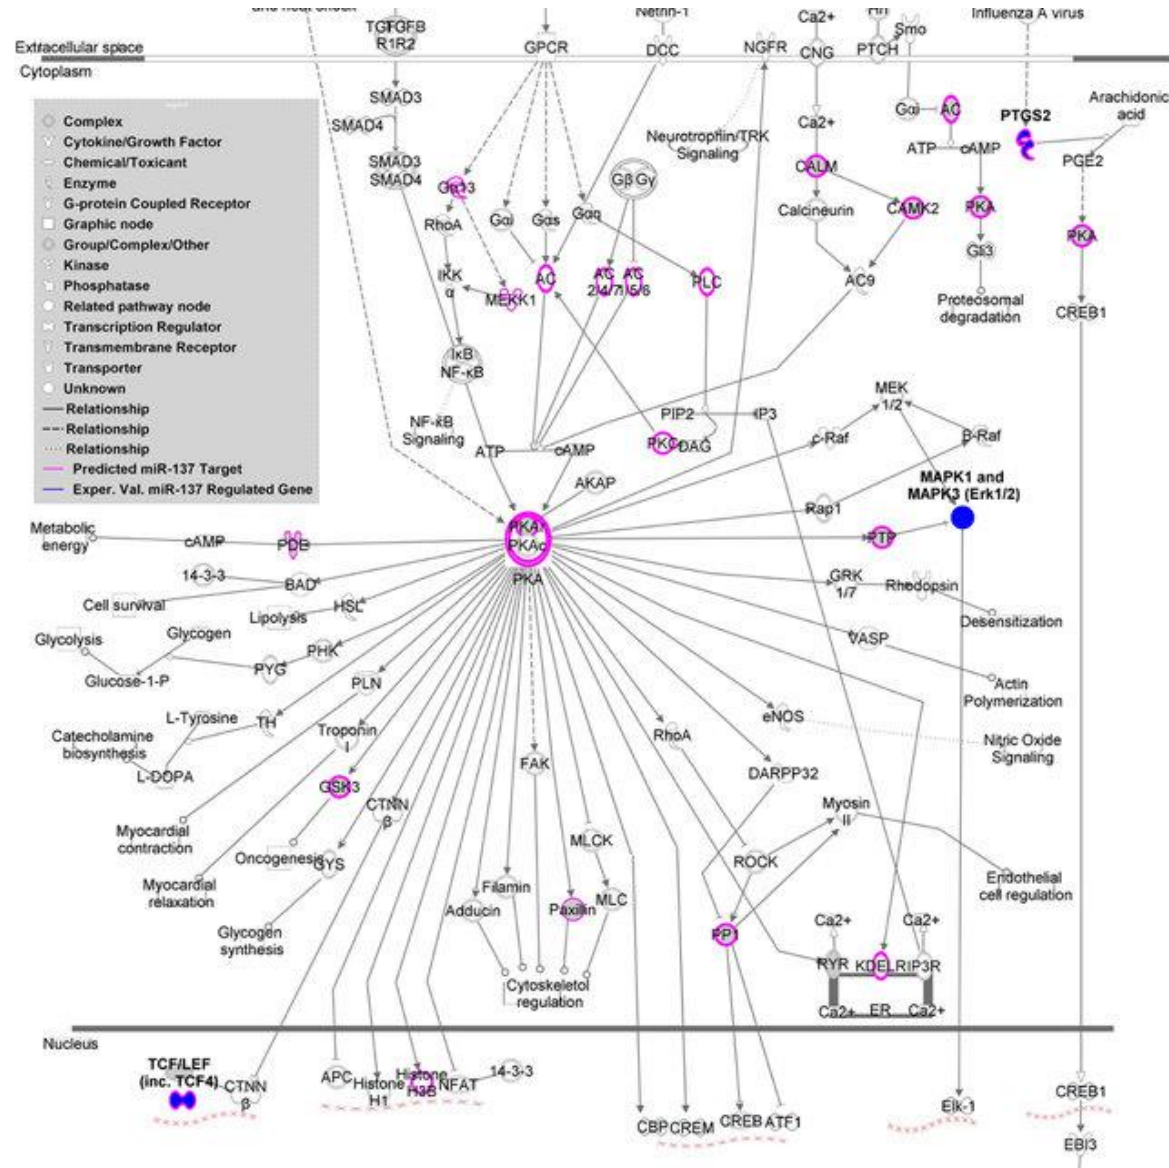 TGFGFB
R1R2
GPCR
Netrin-1
DCC
NGFR
Ca2+
CNG
PTCH
Smo
Influenza A virus
Extracellular space
Cytoplasm
Complex
Cytokine/Growth Factor
Chemical/Toxicant
Enzyme
G-protein Coupled Receptor
Graphic node
Group/Complex/Other
Kinase
Phosphatase
Related pathway node
Transcription Regulator
Transmembrane Receptor
Transporter
Unknown
Relationship
Relationship
Relationship
Predicted miR-137 Target
Exper. Val. miR-137 Regulated Gene
SMAD3
SMAD4
SMAD3
SMAD4
Gα13
RhoA
IKK
α
MEKK1
IκB
NF-κB
NF-κB
Signaling
Gαi
Gαs
Gαq
Gβ Gγ
AC
AC
2/4/7
AC
1/5/6
PLC
Neurotrophin/TRK
Signaling
Ca2+
CALM
Calcineurin
CAMK2
AC9
Gαi
AC
ATP
cAMP
PKA
Gli3
Proteosomal
degradation
PTGS2
Arachidonic
acid
PGE2
PKA
CREB1
PIP2
IP3
PKC
DAG
ATP
cAMP
AKAP
MEK
1/2
c-Raf
β-Raf
Rap1
MAPK1 and
MAPK3 (Erk1/2)
PTP
PKAr
PKAc
PKA
Metabolic
energy
cAMP
PDE
14-3-3
BAD
Cell survival
Lipolysis
HSL
Glycolysis
Glycogen
Glucose-1-P
PYG
PHK
PLN
L-Tyrosine
TH
Catecholamine
biosynthesis
L-DOPA
Troponin
I
GSK3
CTNN
β
Myocardial
contraction
Oncogenesis
GYS
Myocardial
relaxation
Glycogen
synthesis
FAK
Filamin
Adducin
MLCK
Paxillin
MLC
Cytoskeletol
regulation
GRK
1/7
Rhodopsin
Desensitization
VASP
Actin
Polymerization
RhoA
eNOS
Nitric Oxide
Signaling
DARPP32
Myosin
II
ROCK
Endothelial
cell regulation
PP1
Ca2+
Ca2+
RYR
KDELR
IP3R
Ca2+
ER
Ca2+
Nucleus
TCF/LEF
(inc. TCF4)
CTNN
β
APC
Histone
H1
Histone
H3B
NFAT
14-3-3
CBP
CREM
CREB
ATF1
Elk-1
CREB1
EBI3